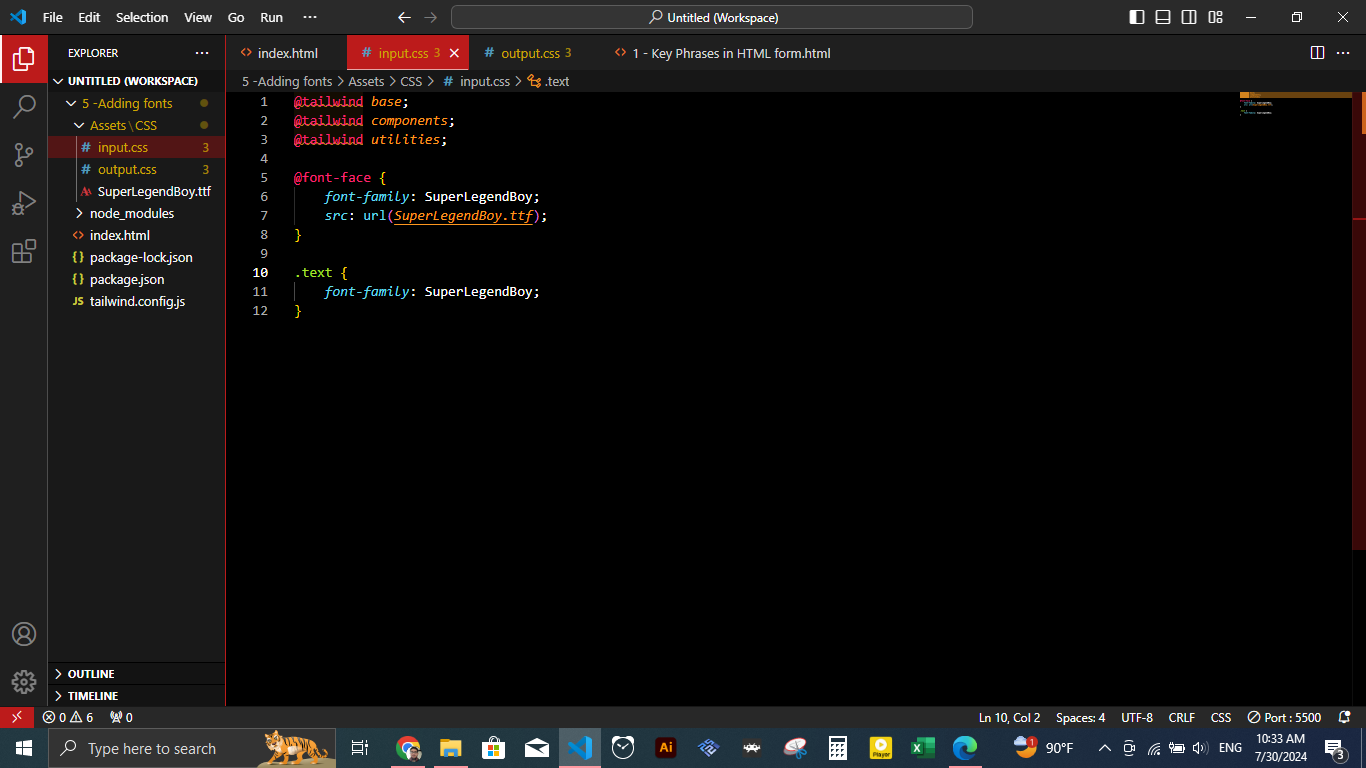 File Edit Selection View Go Run ··· Untitled (Workspace)
EXPLORER ···
UNTITLED (WORKSPACE)
5 -Adding fonts
Assets \ CSS
# input.css 3
# output.css 3
SuperLegendBoy.ttf
node_modules
<> index.html
{} package-lock.json
{} package.json
JS tailwind.config.js
OUTLINE
TIMELINE
<> index.html # input.css 3 # output.css 3 <> 1 - Key Phrases in HTML form.html ···
5 -Adding fonts > Assets > CSS > # input.css > .text
1 @tailwind base;
2 @tailwind components;
3 @tailwind utilities;
4
5 @font-face {
6 font-family: SuperLegendBoy;
7 src: url(SuperLegendBoy.ttf);
8 }
9
10 .text {
11 font-family: SuperLegendBoy;
12 }
0 6 0 Ln 10, Col 2 Spaces: 4 UTF-8 CRLF CSS Port : 5500
Type here to search Ai Player 1 90°F ENG 10:33 AM
7/30/2024 3